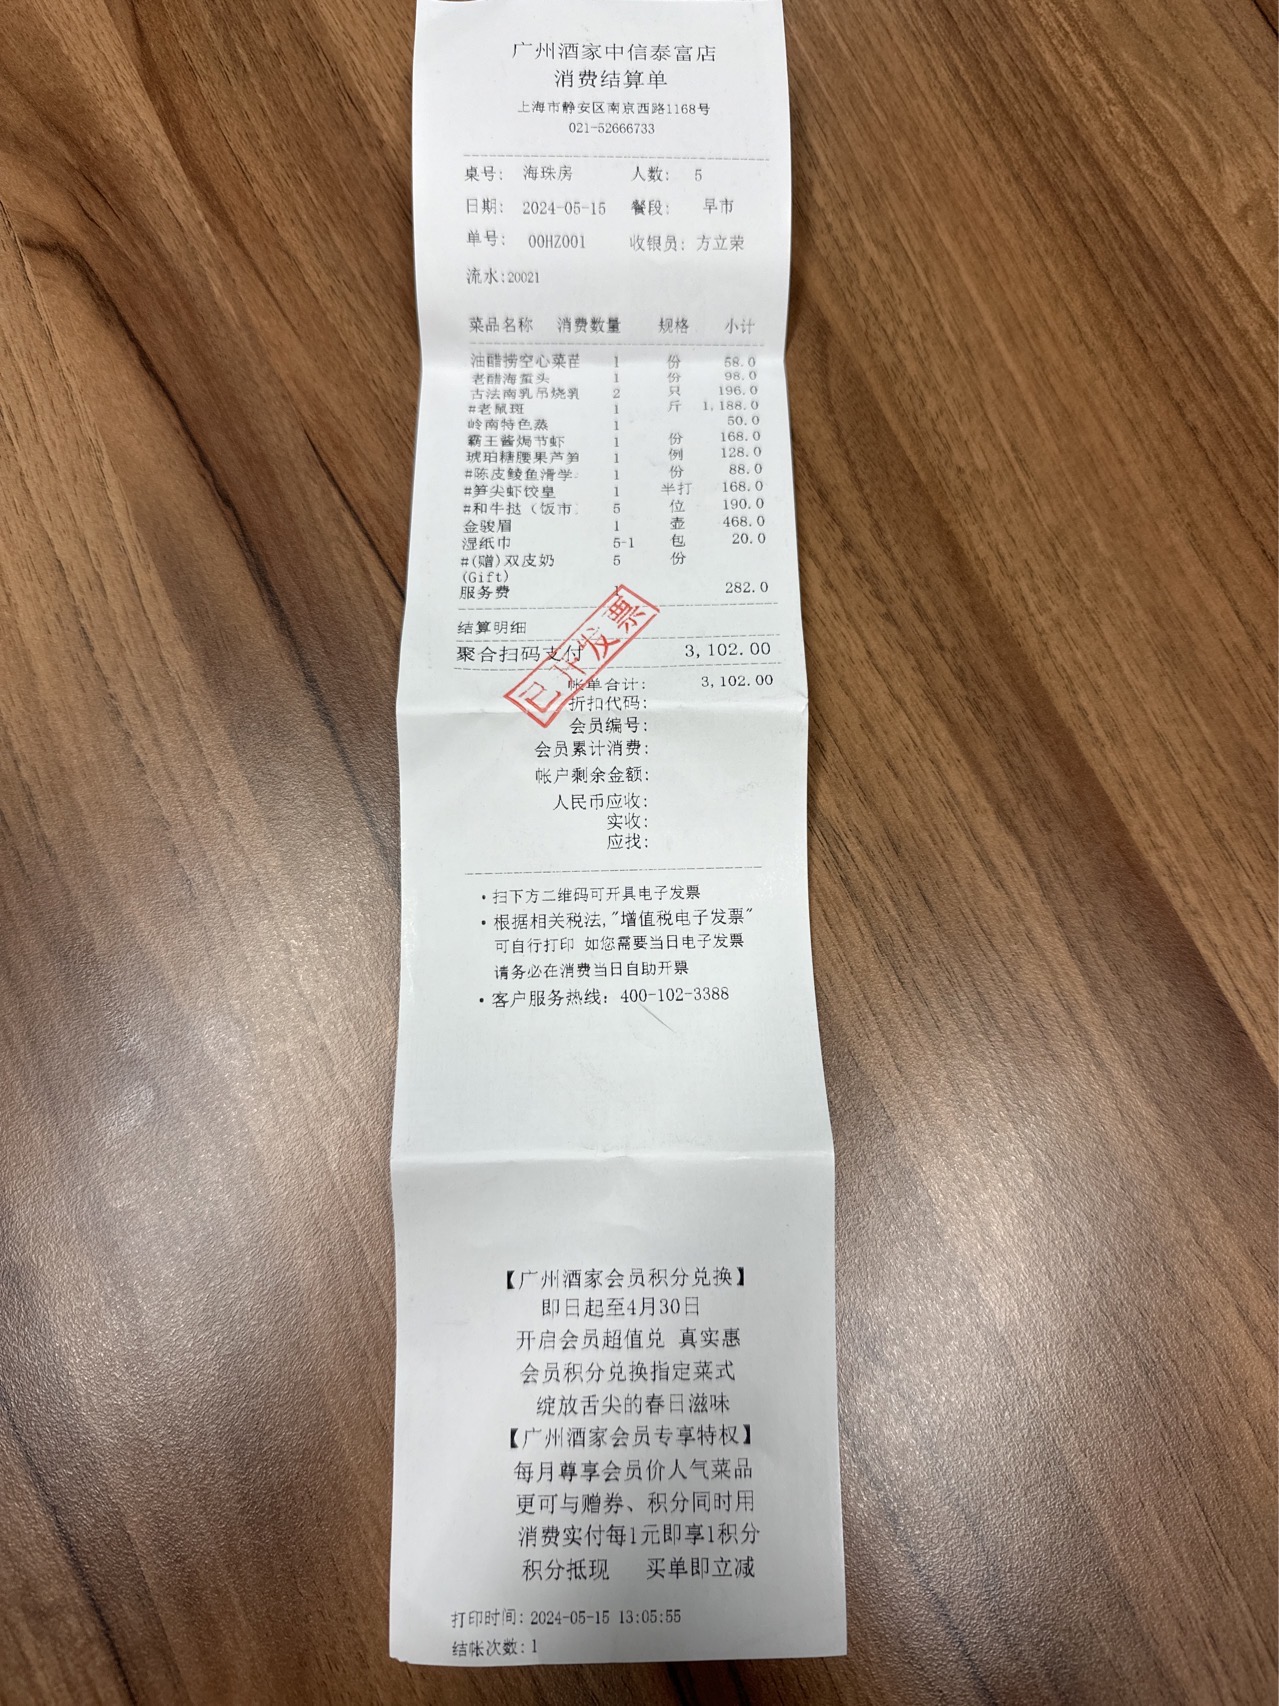 广州酒家中信泰富店
消费结算单
上海市静安区南京西路1168号
021-52666733
桌号： 海珠房 人数： 5
日期： 2024-05-15 餐段： 早市
单号： 00HZ001 收银员：方立荣
流水:20021
菜品名称 消费数量 规格 小计
油醋捞空心菜苼 1 份 58.0
老醋海蜇头 1 份 98.0
古法南乳吊烧乳 2 只 196.0
#老鼠斑 1 斤 1,188.0
岭南特色蒸 1 50.0
霸王酱焗节虾 1 份 168.0
琥珀糖腰果芦笋 1 例 128.0
#陈皮鲮鱼滑学 1 份 88.0
#笋尖虾饺皇 1 半打 168.0
#和牛挞（饭市 5 位 190.0
金骏眉 1 壶 468.0
湿纸巾 5-1 包 20.0
#(赠)双皮奶 5 份
(Gift)
服务费 1 282.0
结算明细
聚合扫码支付 3,102.00
已开发票
帐单合计： 3,102.00
折扣代码：
会员编号：
会员累计消费：
帐户剩余金额：
人民币应收：
实收：
应找：
·扫下方二维码可开具电子发票
·根据相关税法,"增值税电子发票"
可自行打印 如您需要当日电子发票
请务必在消费当日自助开票
·客户服务热线：400-102-3388
【广州酒家会员积分兑换】
即日起至4月30日
开启会员超值兑 真实惠
会员积分兑换指定菜式
绽放舌尖的春日滋味
【广州酒家会员专享特权】
每月尊享会员价人气菜品
更可与赠券、积分同时用
消费实付每1元即享1积分
积分抵现 买单即立减
打印时间：2024-05-15 13:05:55
结帐次数：1